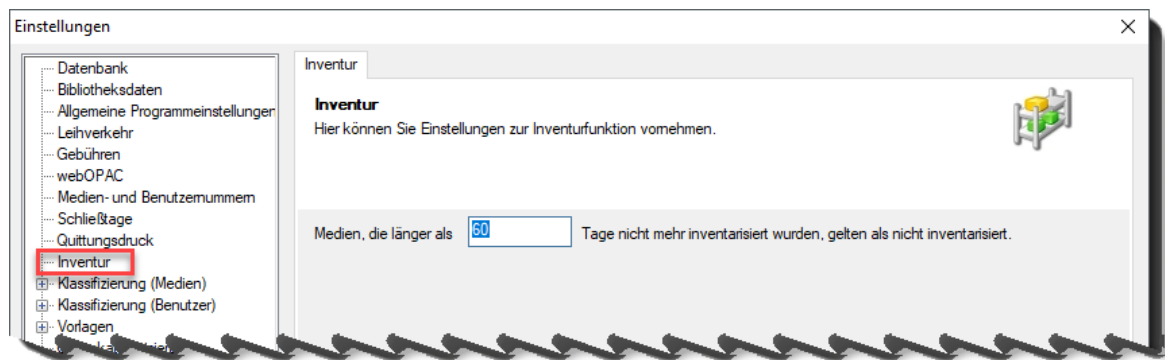 Einstellungen
Datenbank
Bibliotheksdaten
Allgemeine Programmeinstellungen
Leihverkehr
Gebühren
webOPAC
Medien- und Benutzernummern
Schließtage
Quittungsdruck
Inventur
Klassifizierung (Medien)
Klassifizierung (Benutzer)
Vorlagen
Inventur
Inventur
Hier können Sie Einstellungen zur Inventurfunktion vornehmen.
Medien, die länger als 60 Tage nicht mehr inventarisiert wurden, gelten als nicht inventarisiert.